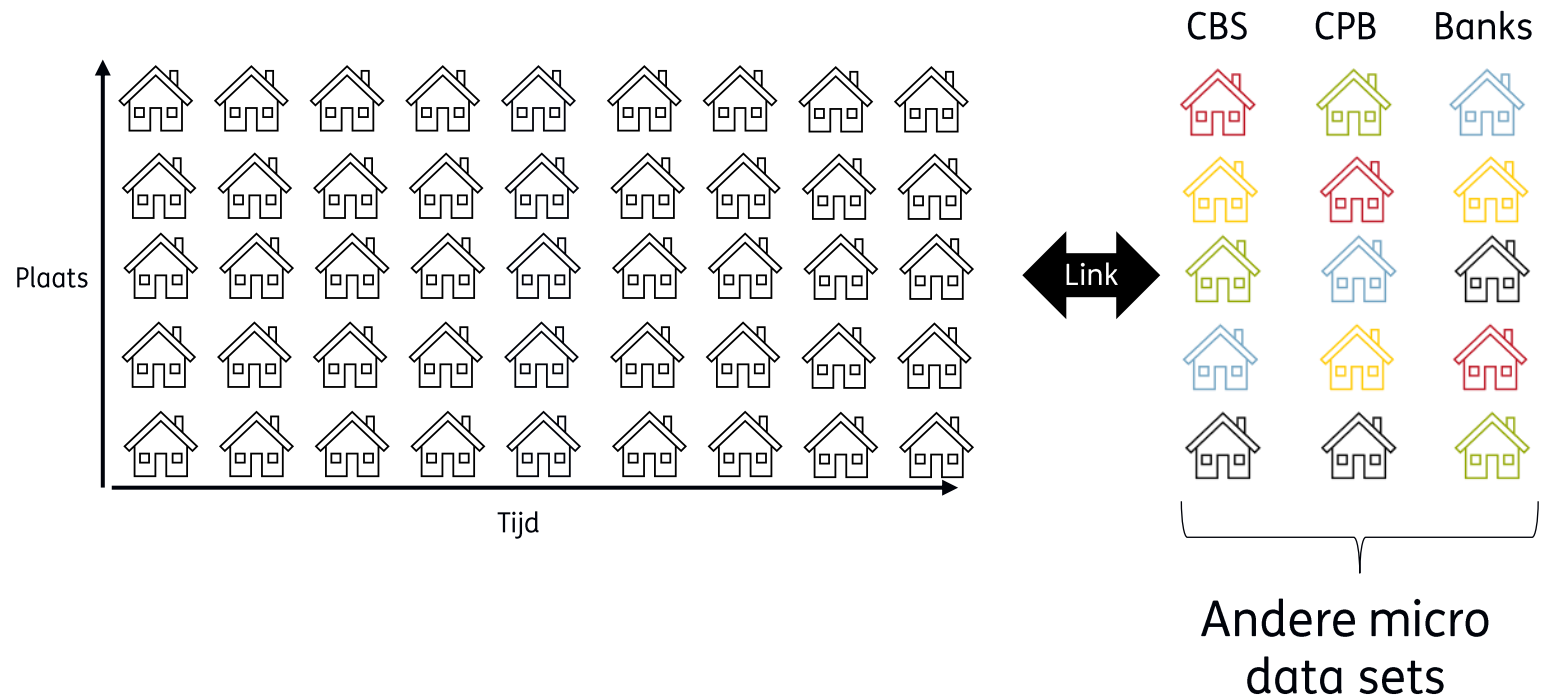 CBS CPB Banks
Plaats
Link
Tijd
Andere micro
data sets